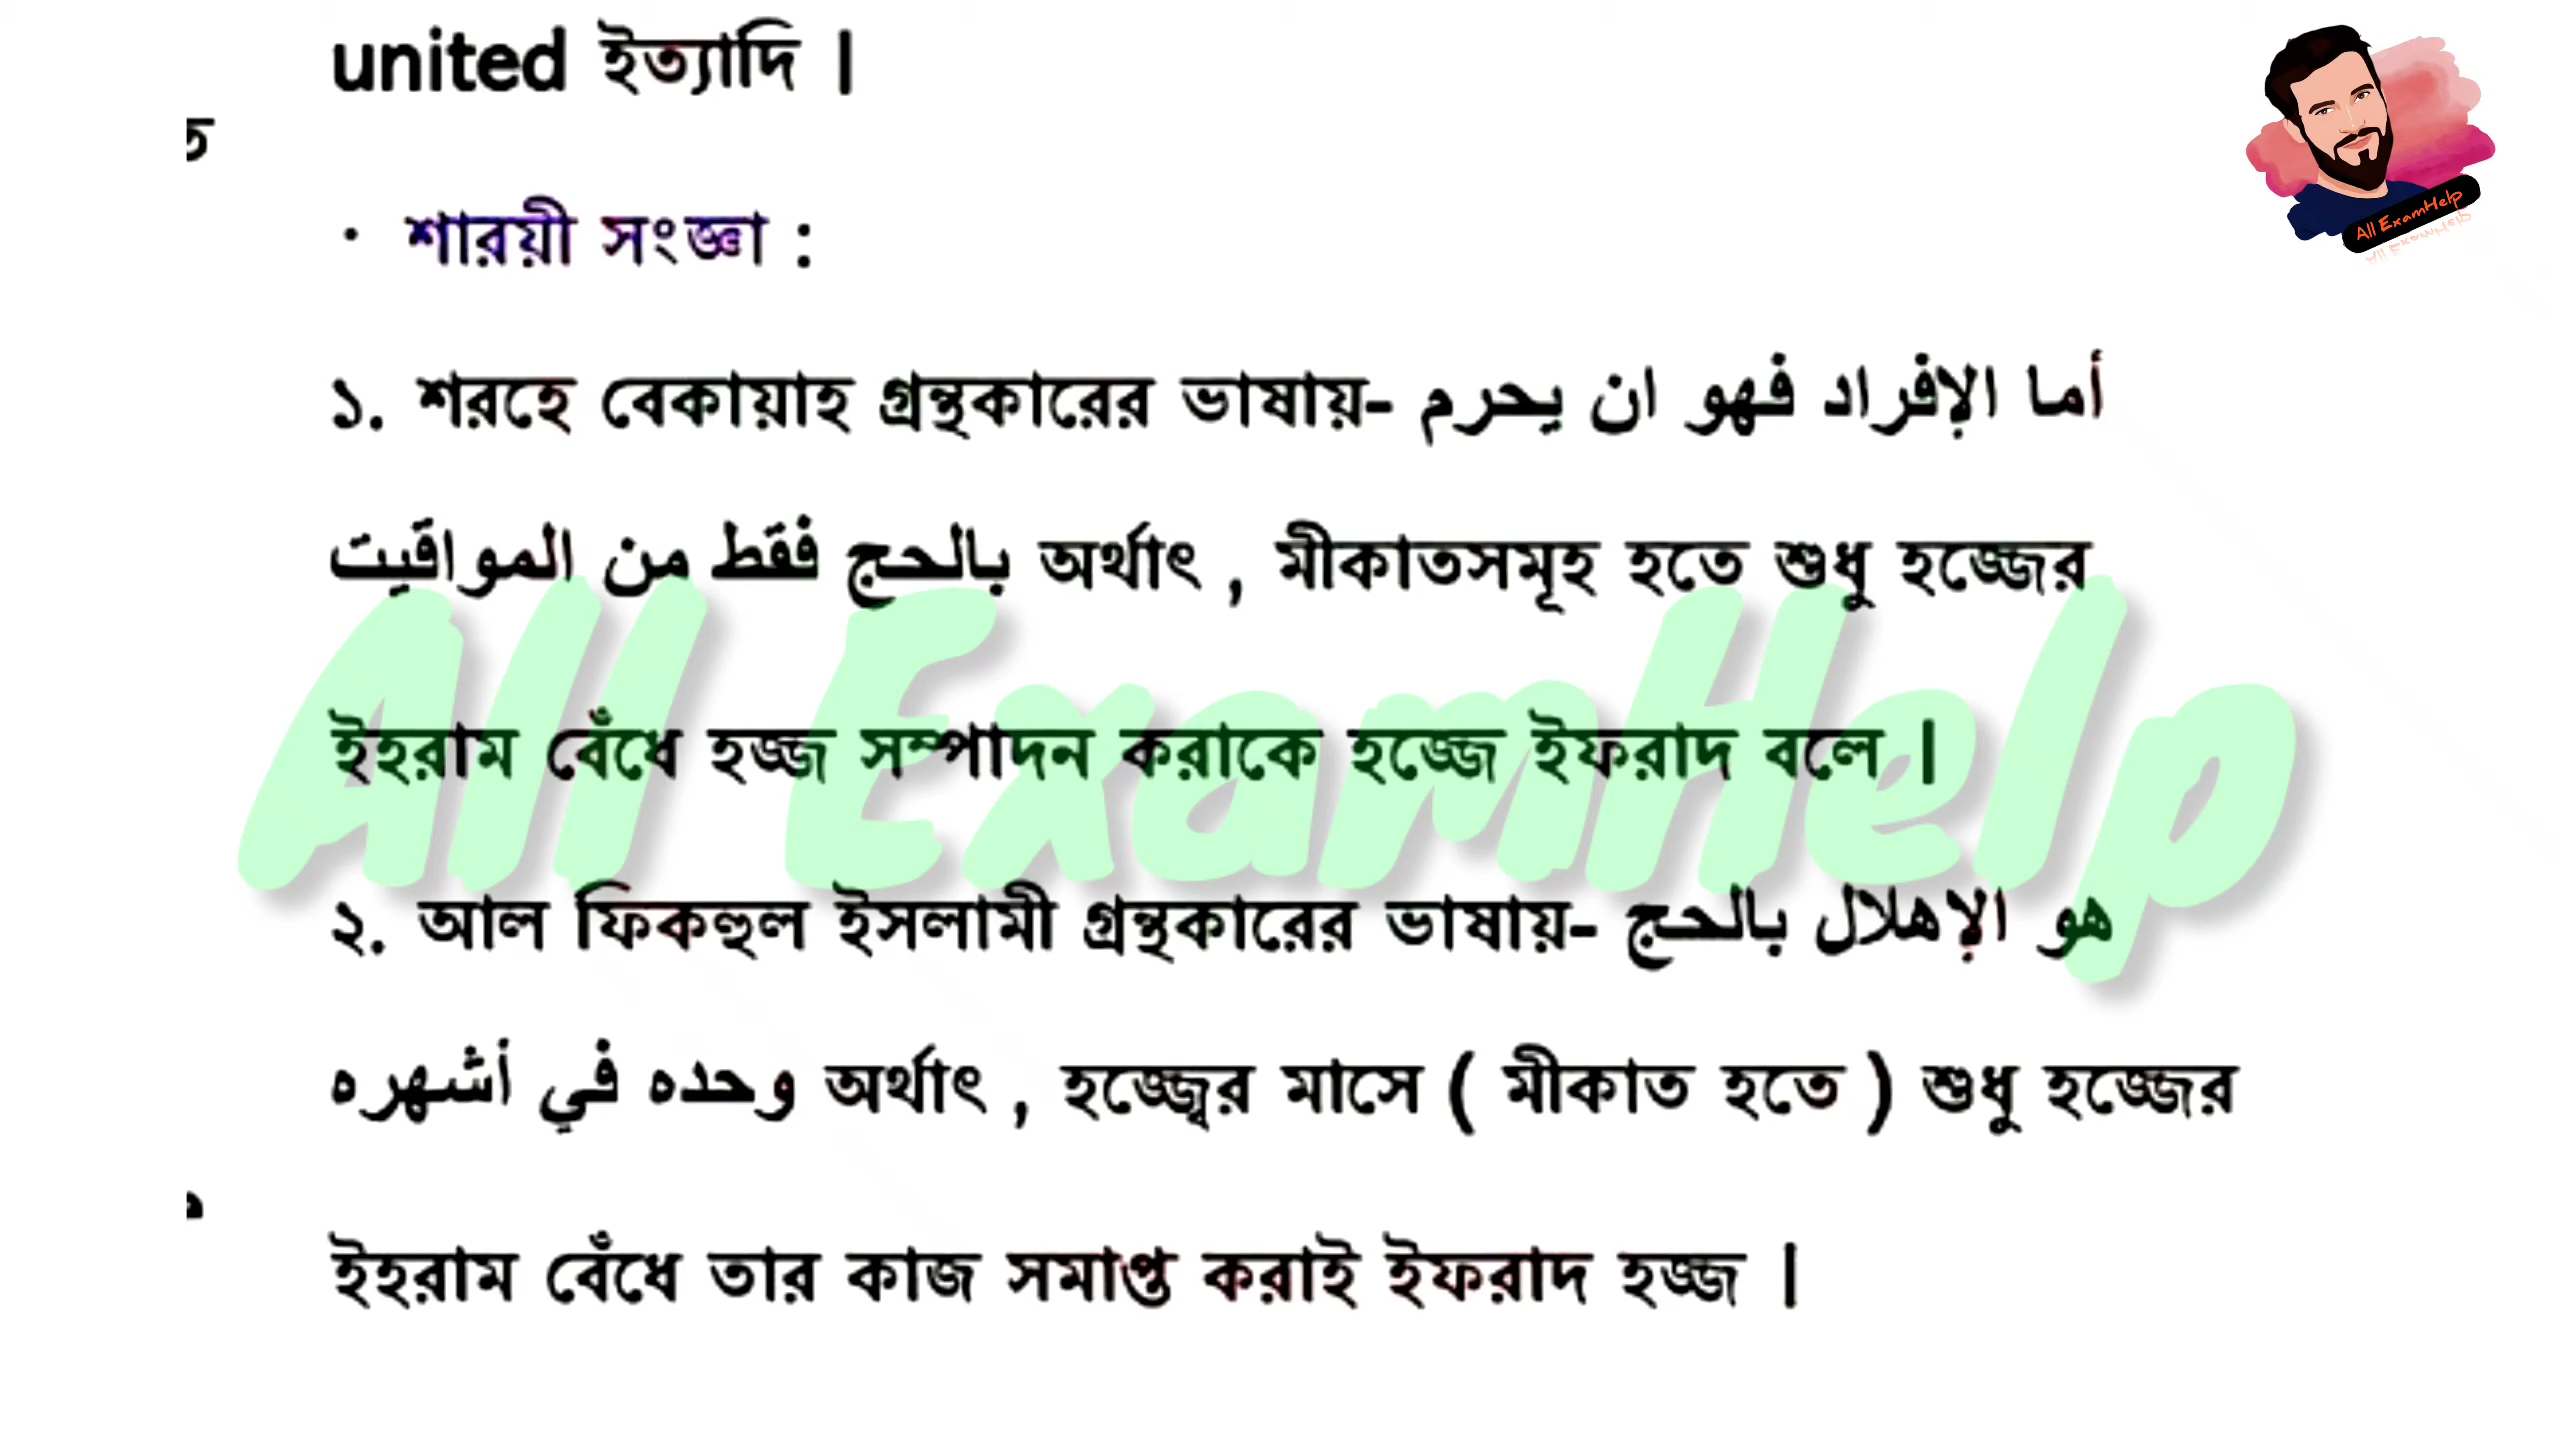 united ইত্যাদি ।
· শারয়ী সংজ্ঞা :
১. শরহে বেকায়াহ গ্রন্থকারের ভাষায়- أما الإفراد فهو ان يحرم
بالحج فقط من المواقيت অর্থাৎ , মীকাতসমূহ হতে শুধু হজ্জের
ইহরাম বেঁধে হজ্জ সম্পাদন করাকে হজ্জে ইফরাদ বলে ।
২. আল ফিকহুল ইসলামী গ্রন্থকারের ভাষায়- هو الإهلال بالحج
وحده في أشهره অর্থাৎ , হজ্জ্বের মাসে ( মীকাত হতে ) শুধু হজ্জের
ইহরাম বেঁধে তার কাজ সমাপ্ত করাই ইফরাদ হজ্জ ।
All ExamHelp
All ExamHelp